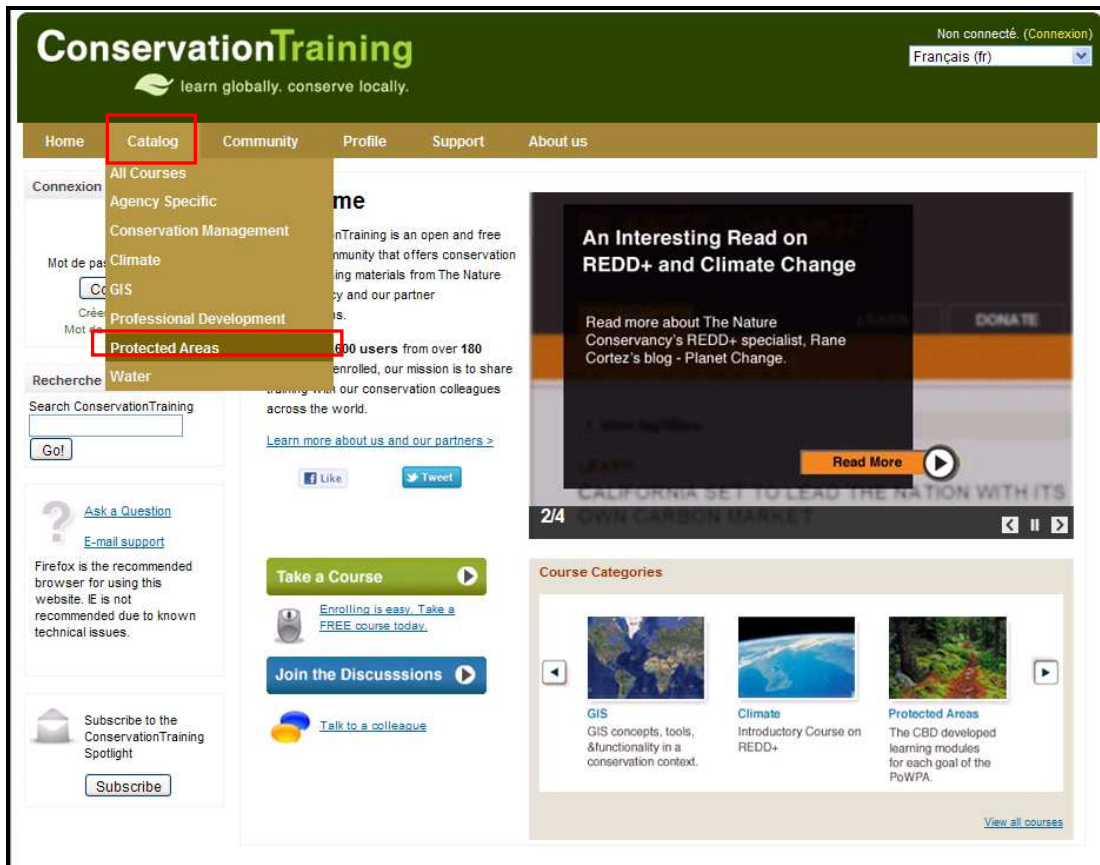 ConservationTraining
learn globally. conserve locally.
Non connecté. (Connexion)
Français (fr)
Home Catalog Community Profile Support About us
All Courses
Agency Specific
Conservation Management
Climate
GIS
Professional Development
Protected Areas
Water
Connexion
Mot de pa
Co
Crée
Mot de
Recherche
Search ConservationTraining
Go!
Ask a Question
E-mail support
Firefox is the recommended
browser for using this
website. IE is not
recommended due to known
technical issues.
Subscribe to the
ConservationTraining
Spotlight
Subscribe
me
nTraining is an open and free
mmunity that offers conservation
ing materials from The Nature
cy and our partner
s.
600 users from over 180
enrolled, our mission is to share
training with our conservation colleagues
across the world.
Learn more about us and our partners >
Like
Tweet
An Interesting Read on
REDD+ and Climate Change
Read more about The Nature
Conservancy's REDD+ specialist, Rane
Cortez's blog - Planet Change.
DONATE
Read More
LEARN
CALIFORNIA SET TO LEAD THE NATION WITH ITS
OWN CARBON MARKET
2/4
Take a Course
Enrolling is easy. Take a
FREE course today.
Join the Discusssions
Talk to a colleague
Course Categories
GIS
GIS concepts, tools,
&functionality in a
conservation context.
Climate
Introductory Course on
REDD+
Protected Areas
The CBD developed
learning modules
for each goal of the
PoWPA.
View all courses